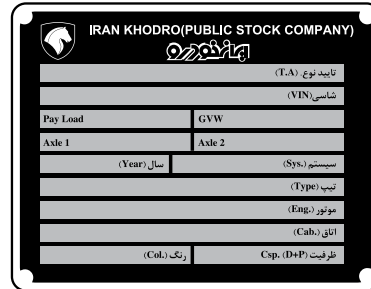 IRAN KHODRO(PUBLIC STOCK COMPANY)
ایران خودرو
تایید نوع. (T.A)
شاسی(VIN)
Pay Load GVW
Axle 1 Axle 2
سیستم (Sys.) سال (Year)
تیپ (Type)
موتور (Eng.)
اتاق (Cab.)
ظرفیت Csp. (D+P) رنگ (Col.)